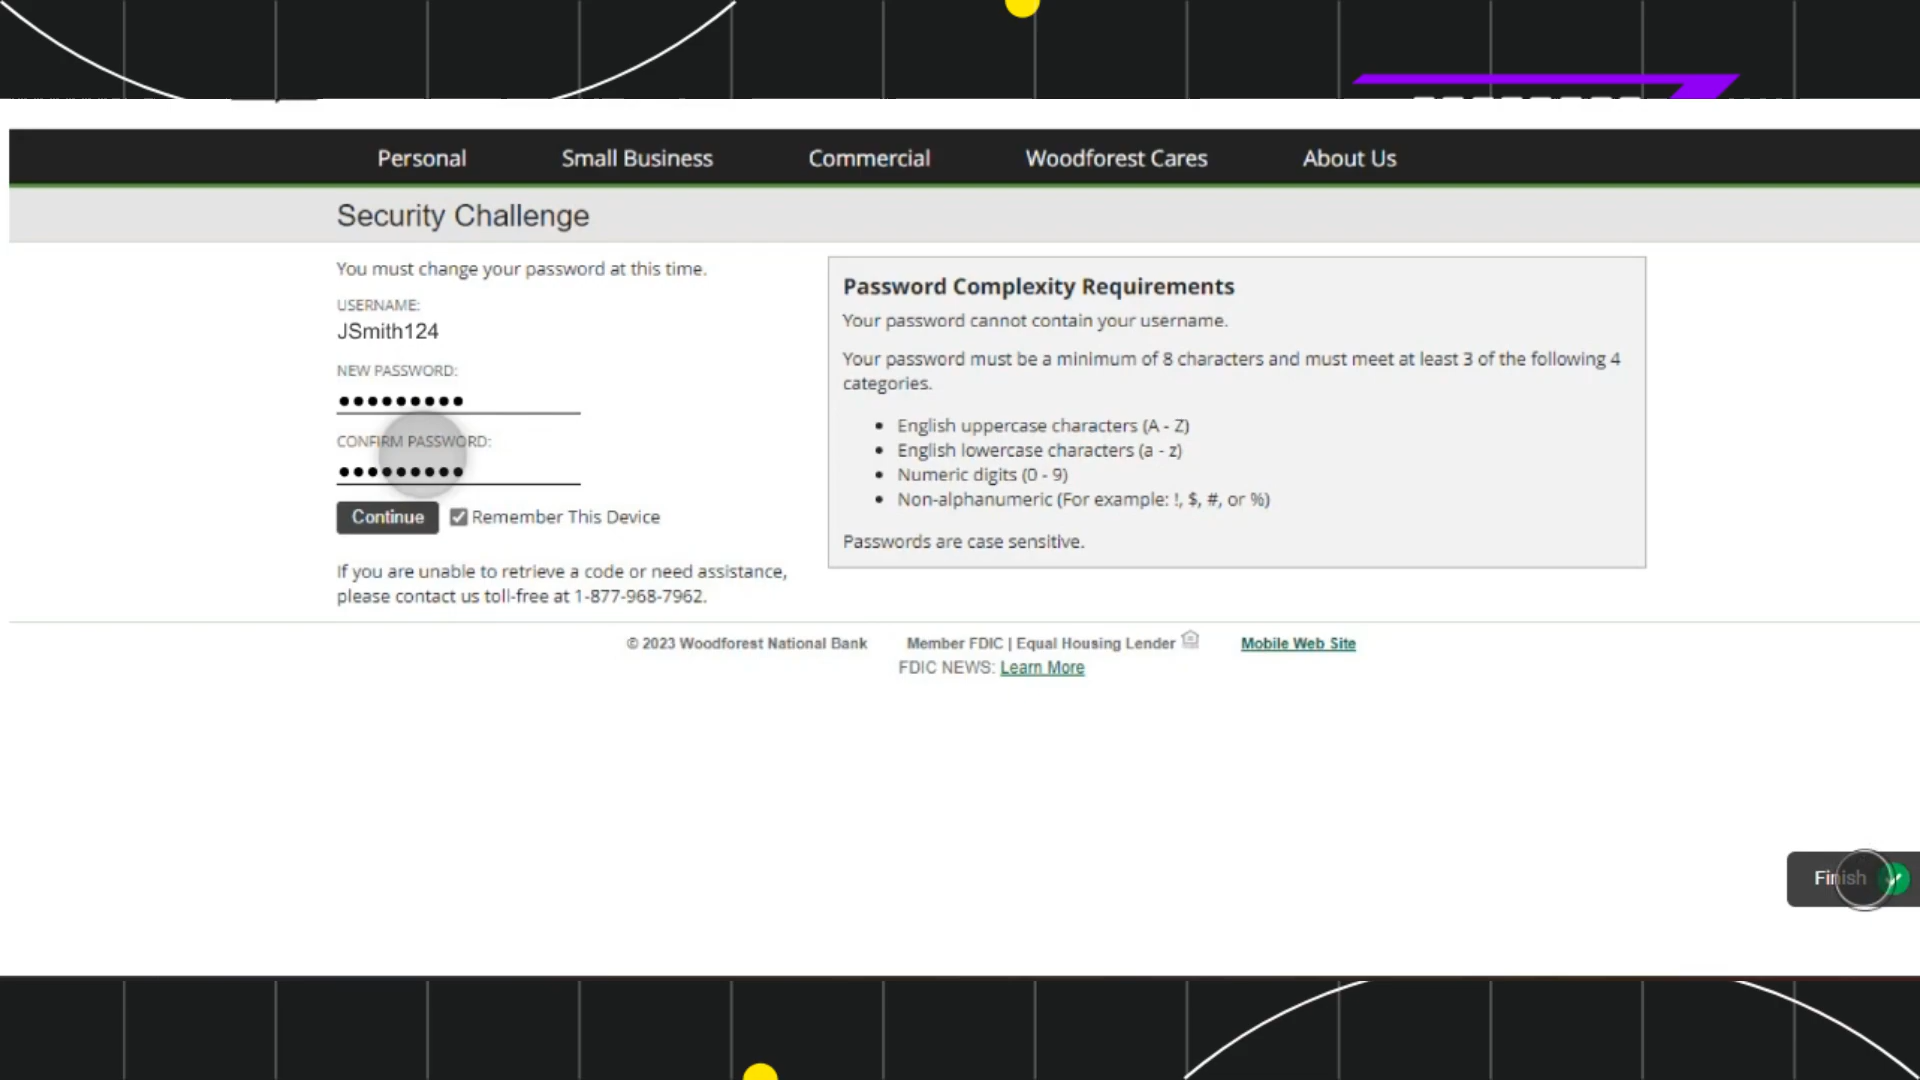 Personal Small Business Commercial Woodforest Cares About Us
Security Challenge
You must change your password at this time.
USERNAME:
JSmith124
NEW PASSWORD:
●●●●●●●●●
CONFIRM PASSWORD:
●●●●●●●●●
Continue Remember This Device
If you are unable to retrieve a code or need assistance,
please contact us toll-free at 1-877-968-7962.
Password Complexity Requirements
Your password cannot contain your username.
Your password must be a minimum of 8 characters and must meet at least 3 of the following 4
categories.
• English uppercase characters (A - Z)
• English lowercase characters (a - z)
• Numeric digits (0 - 9)
• Non-alphanumeric (For example: !, $, #, or %)
Passwords are case sensitive.
© 2023 Woodforest National Bank Member FDIC | Equal Housing Lender Mobile Web Site
FDIC NEWS: Learn More
Finish